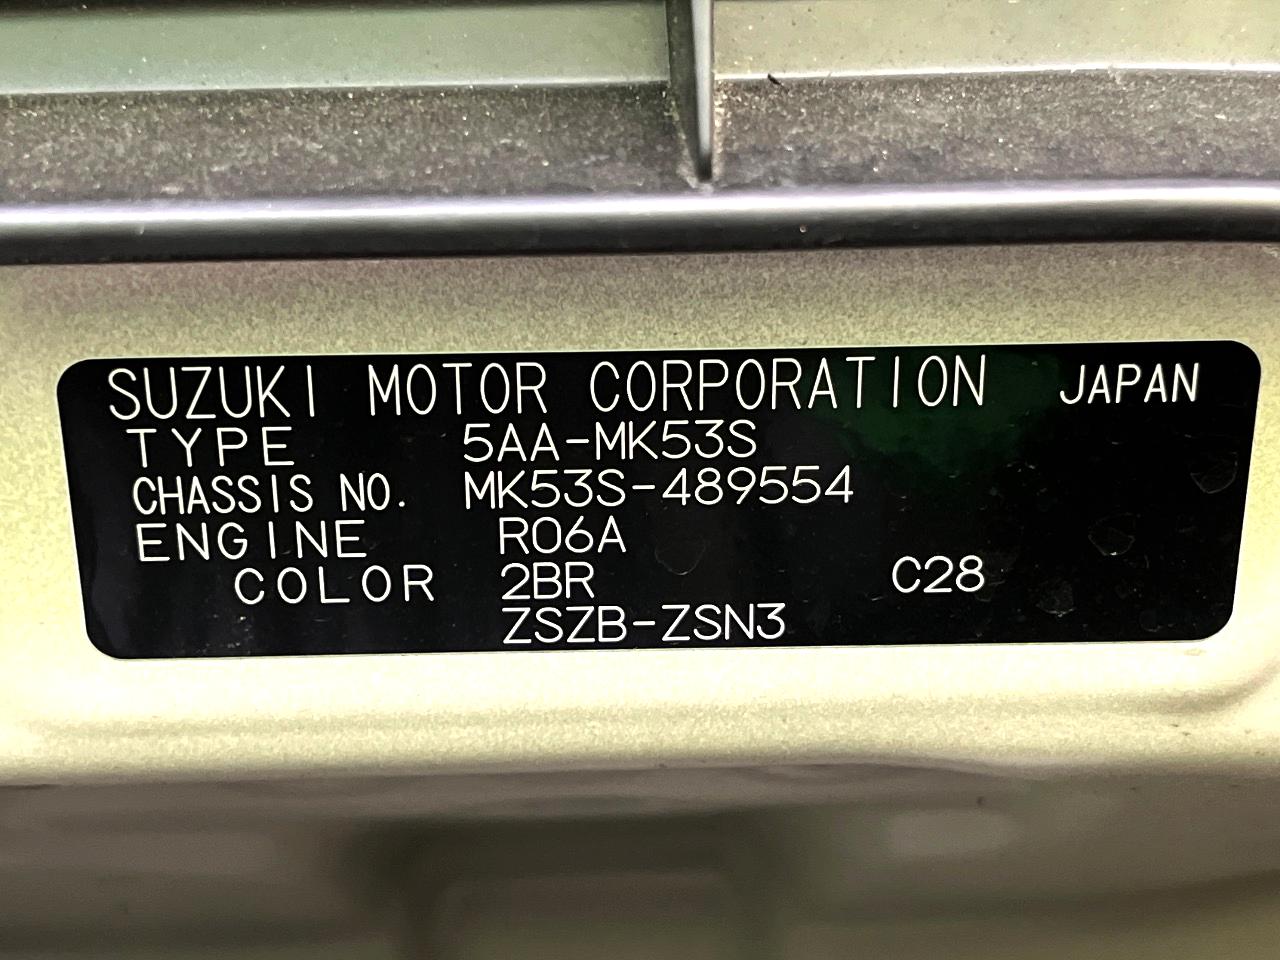 SUZUKI MOTOR CORPORATION JAPAN
TYPE 5AA-MK53S
CHASSIS NO. MK53S-489554
ENGINE R06A
COLOR 2BR C28
ZSZB-ZSN3